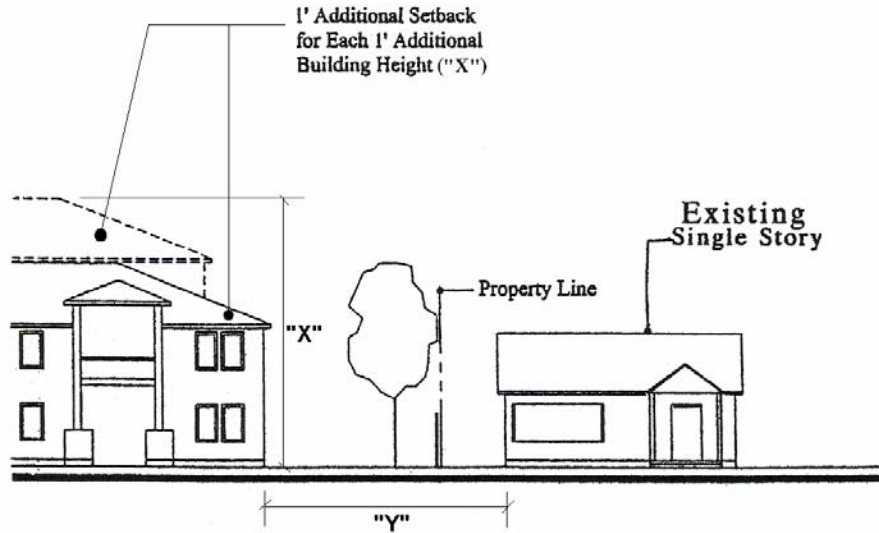 1' Additional Setback
for Each 1' Additional
Building Height ("X")
Existing
Single Story
Property Line
"X"
"Y"